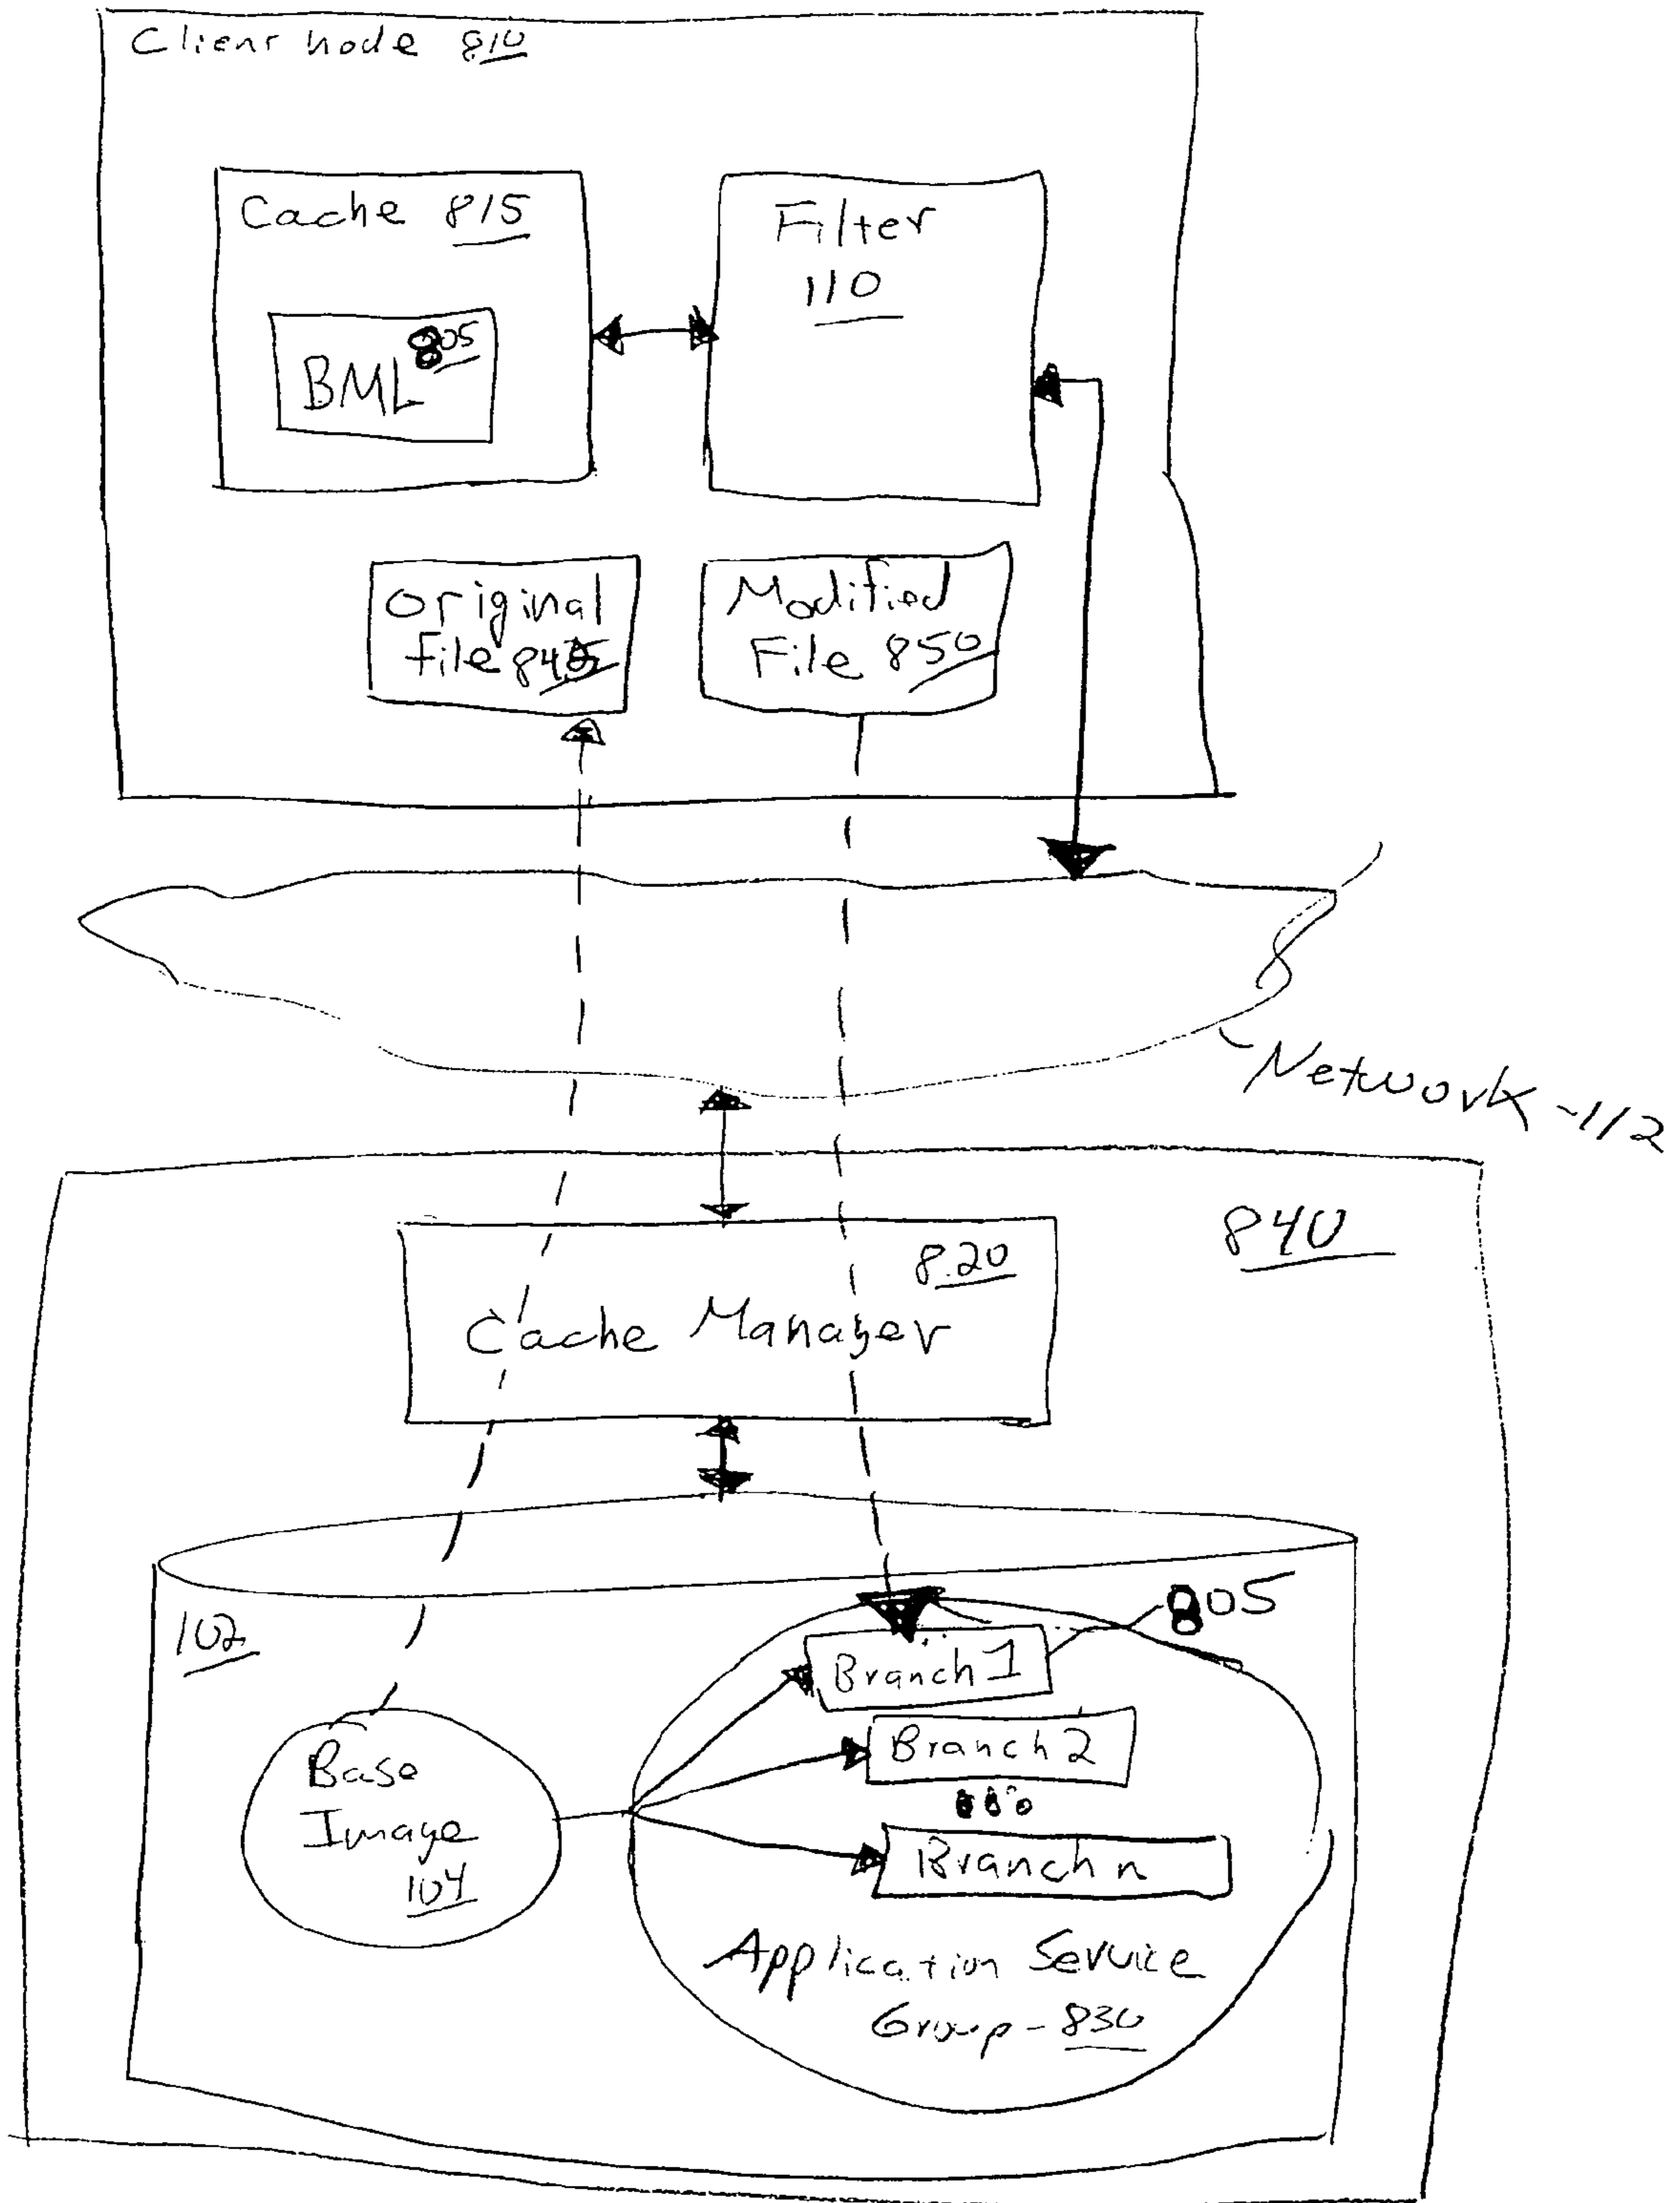 Client node 810
Cache 815
BML 805
Filter
110
original
file 845
Modified
File 850
Network -112
840
820
Cache Manager
102
805
Branch 1
Branch 2
Branch n
Base
Image
104
Application Service
Group - 830